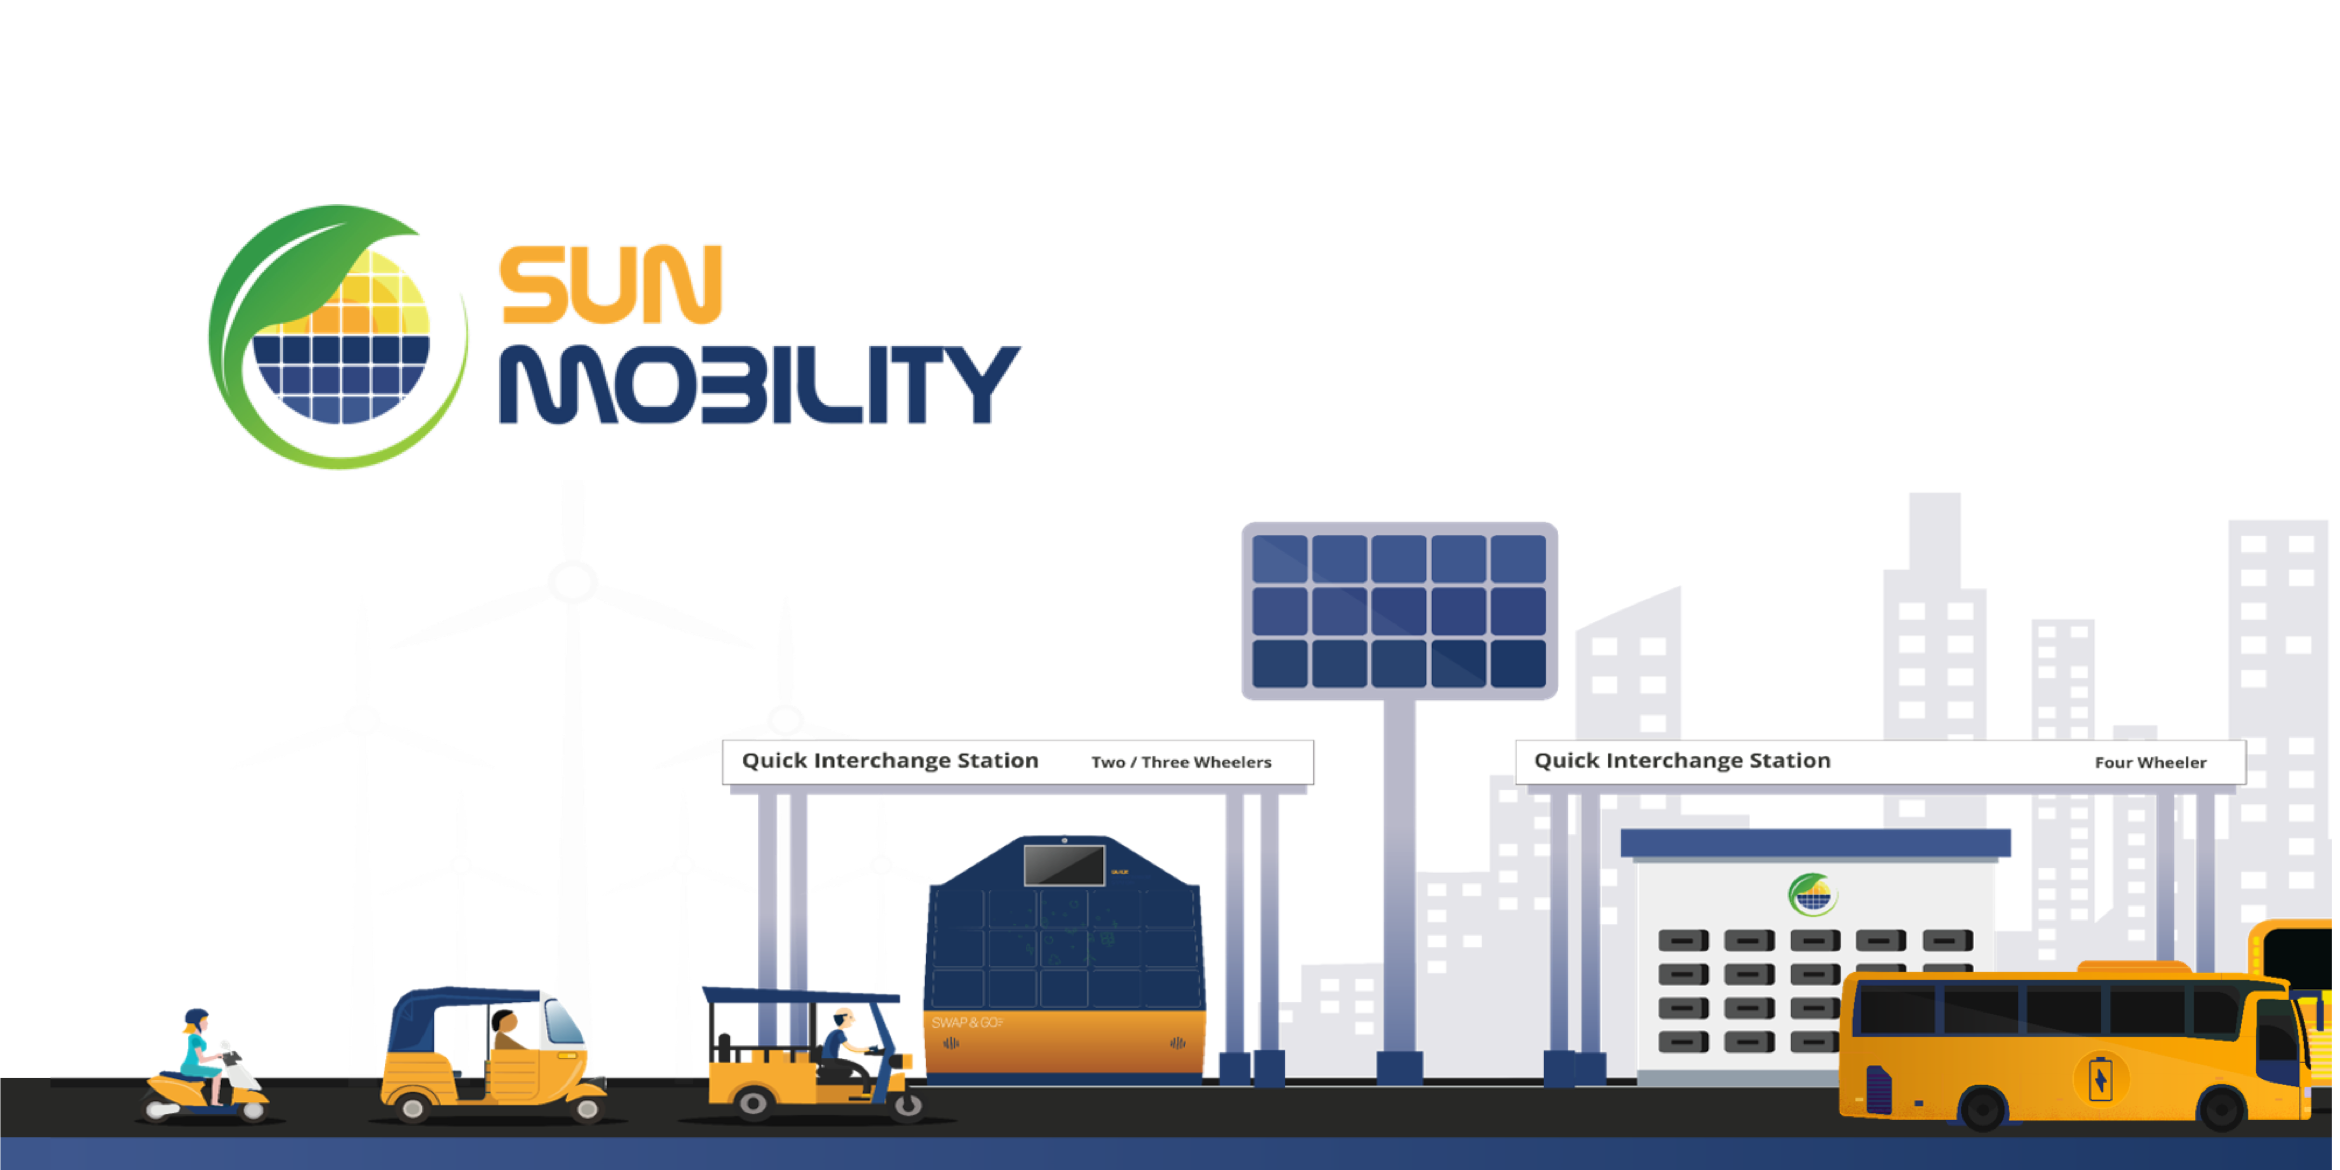 SUN
MOBILITY
Quick Interchange Station Two / Three Wheelers
Quick Interchange Station Four Wheeler
SWAP & GO